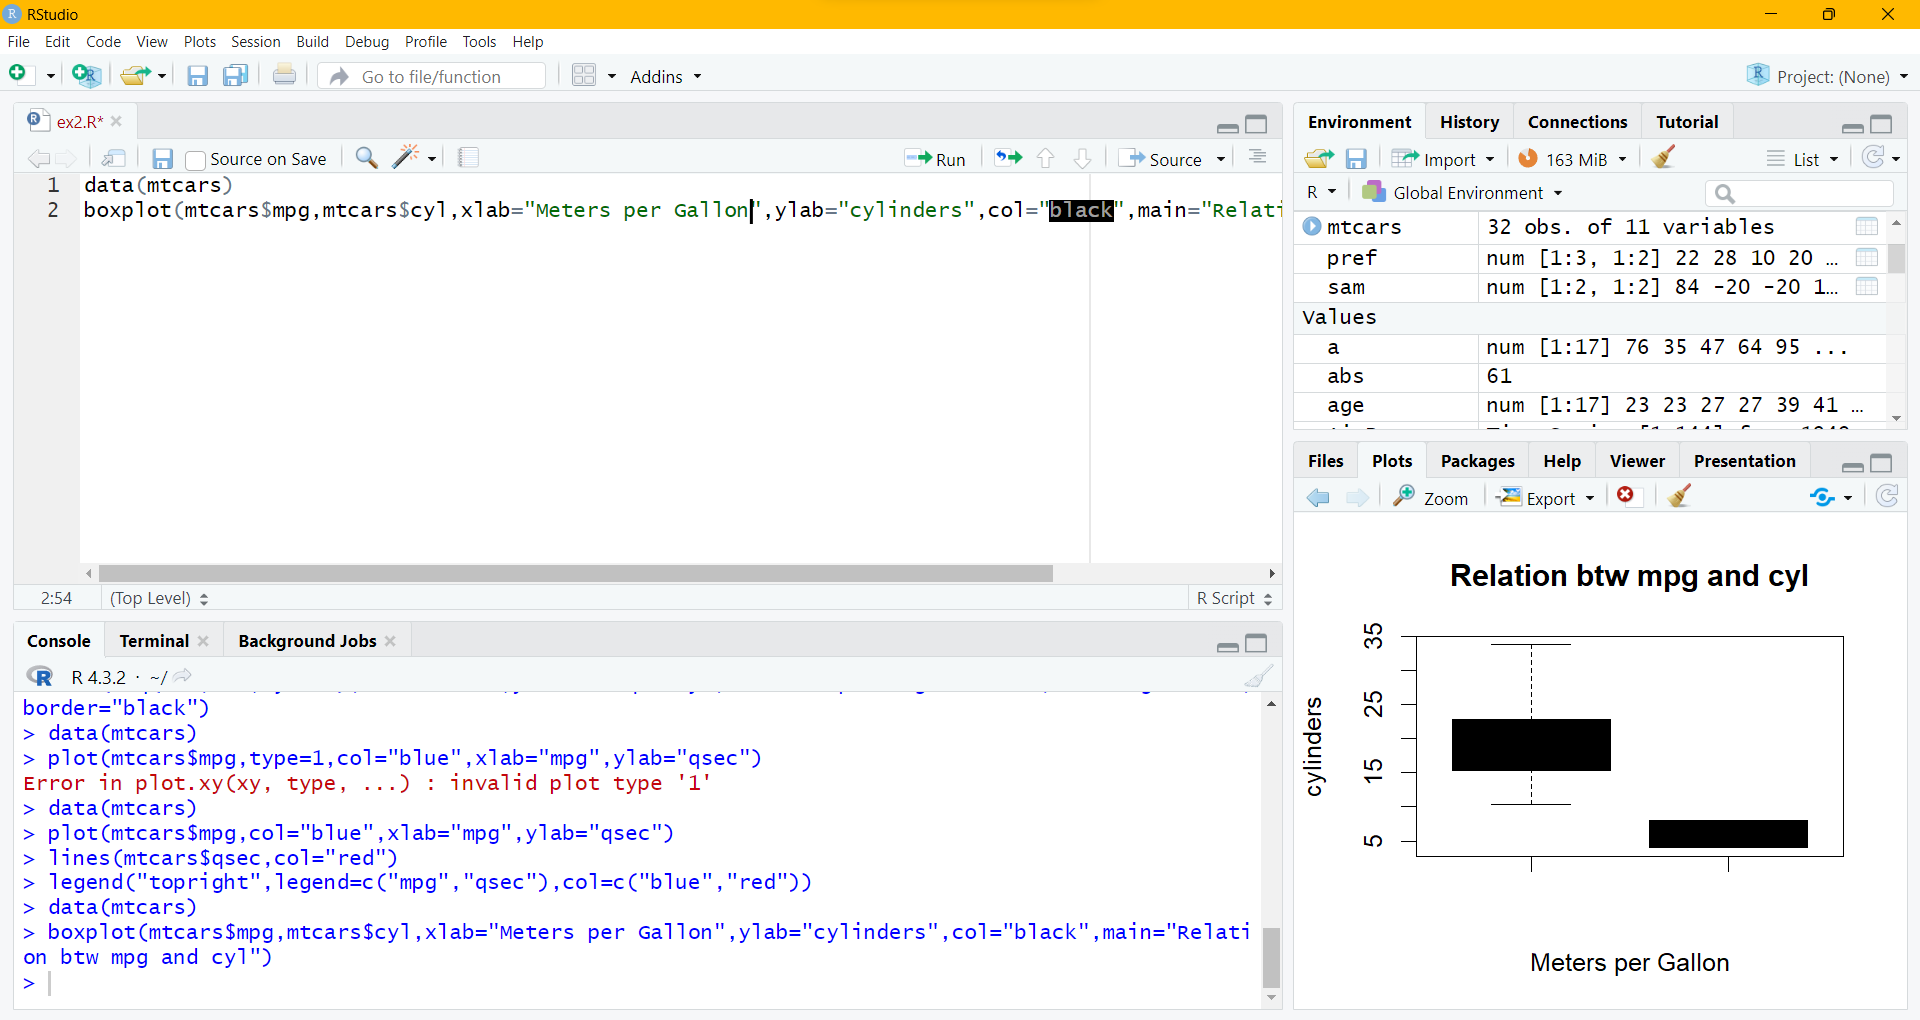 RStudio
File Edit Code View Plots Session Build Debug Profile Tools Help
Go to file/function Addins Project: (None)
ex2.R*
Source on Save Run Source
1 data(mtcars)
2 boxplot(mtcars$mpg,mtcars$cyl,xlab="Meters per Gallon",ylab="cylinders",col="black",main="Relati
2:54 (Top Level) R Script
Console Terminal Background Jobs
R 4.3.2 · ~/
border="black")
> data(mtcars)
> plot(mtcars$mpg,type=1,col="blue",xlab="mpg",ylab="qsec")
Error in plot.xy(xy, type, ...) : invalid plot type '1'
> data(mtcars)
> plot(mtcars$mpg,col="blue",xlab="mpg",ylab="qsec")
> lines(mtcars$qsec,col="red")
> legend("topright",legend=c("mpg","qsec"),col=c("blue","red"))
> data(mtcars)
> boxplot(mtcars$mpg,mtcars$cyl,xlab="Meters per Gallon",ylab="cylinders",col="black",main="Relati
on btw mpg and cyl")
>
Environment History Connections Tutorial
Import 163 MiB List
R Global Environment
mtcars 32 obs. of 11 variables
pref num [1:3, 1:2] 22 28 10 20 ...
sam num [1:2, 1:2] 84 -20 -20 1...
Values
a num [1:17] 76 35 47 64 95 ...
abs 61
age num [1:17] 23 23 27 27 39 41 ...
Files Plots Packages Help Viewer Presentation
Zoom Export
Relation btw mpg and cyl
35
25
15
5
cylinders
Meters per Gallon